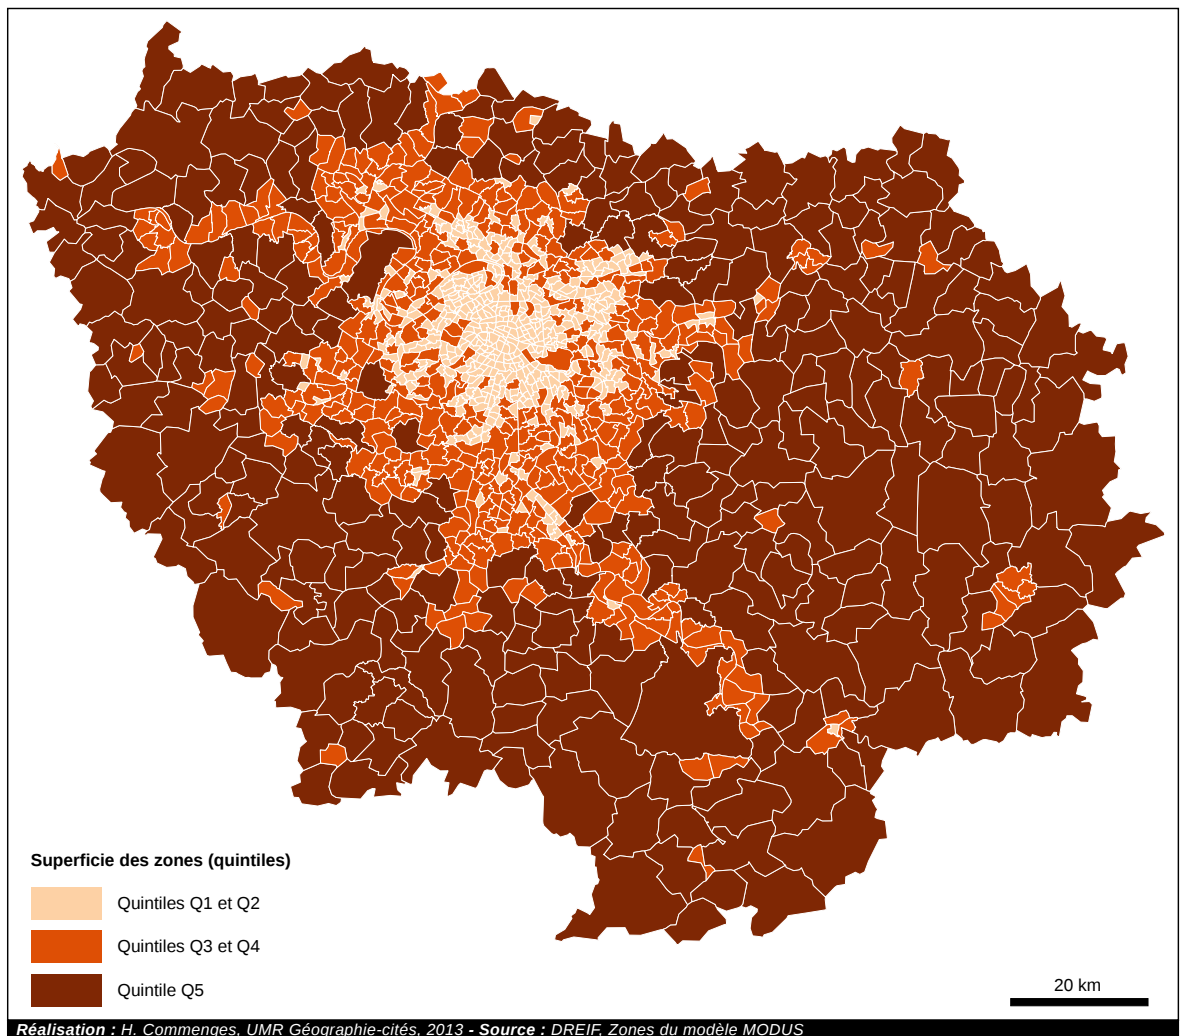 Superficie des zones (quintiles)
Quintiles Q1 et Q2
Quintiles Q3 et Q4
Quintile Q5
20 km
Réalisation : H. Commenges, UMR Géographie-cités, 2013 - Source : DREIF, Zones du modèle MODUS